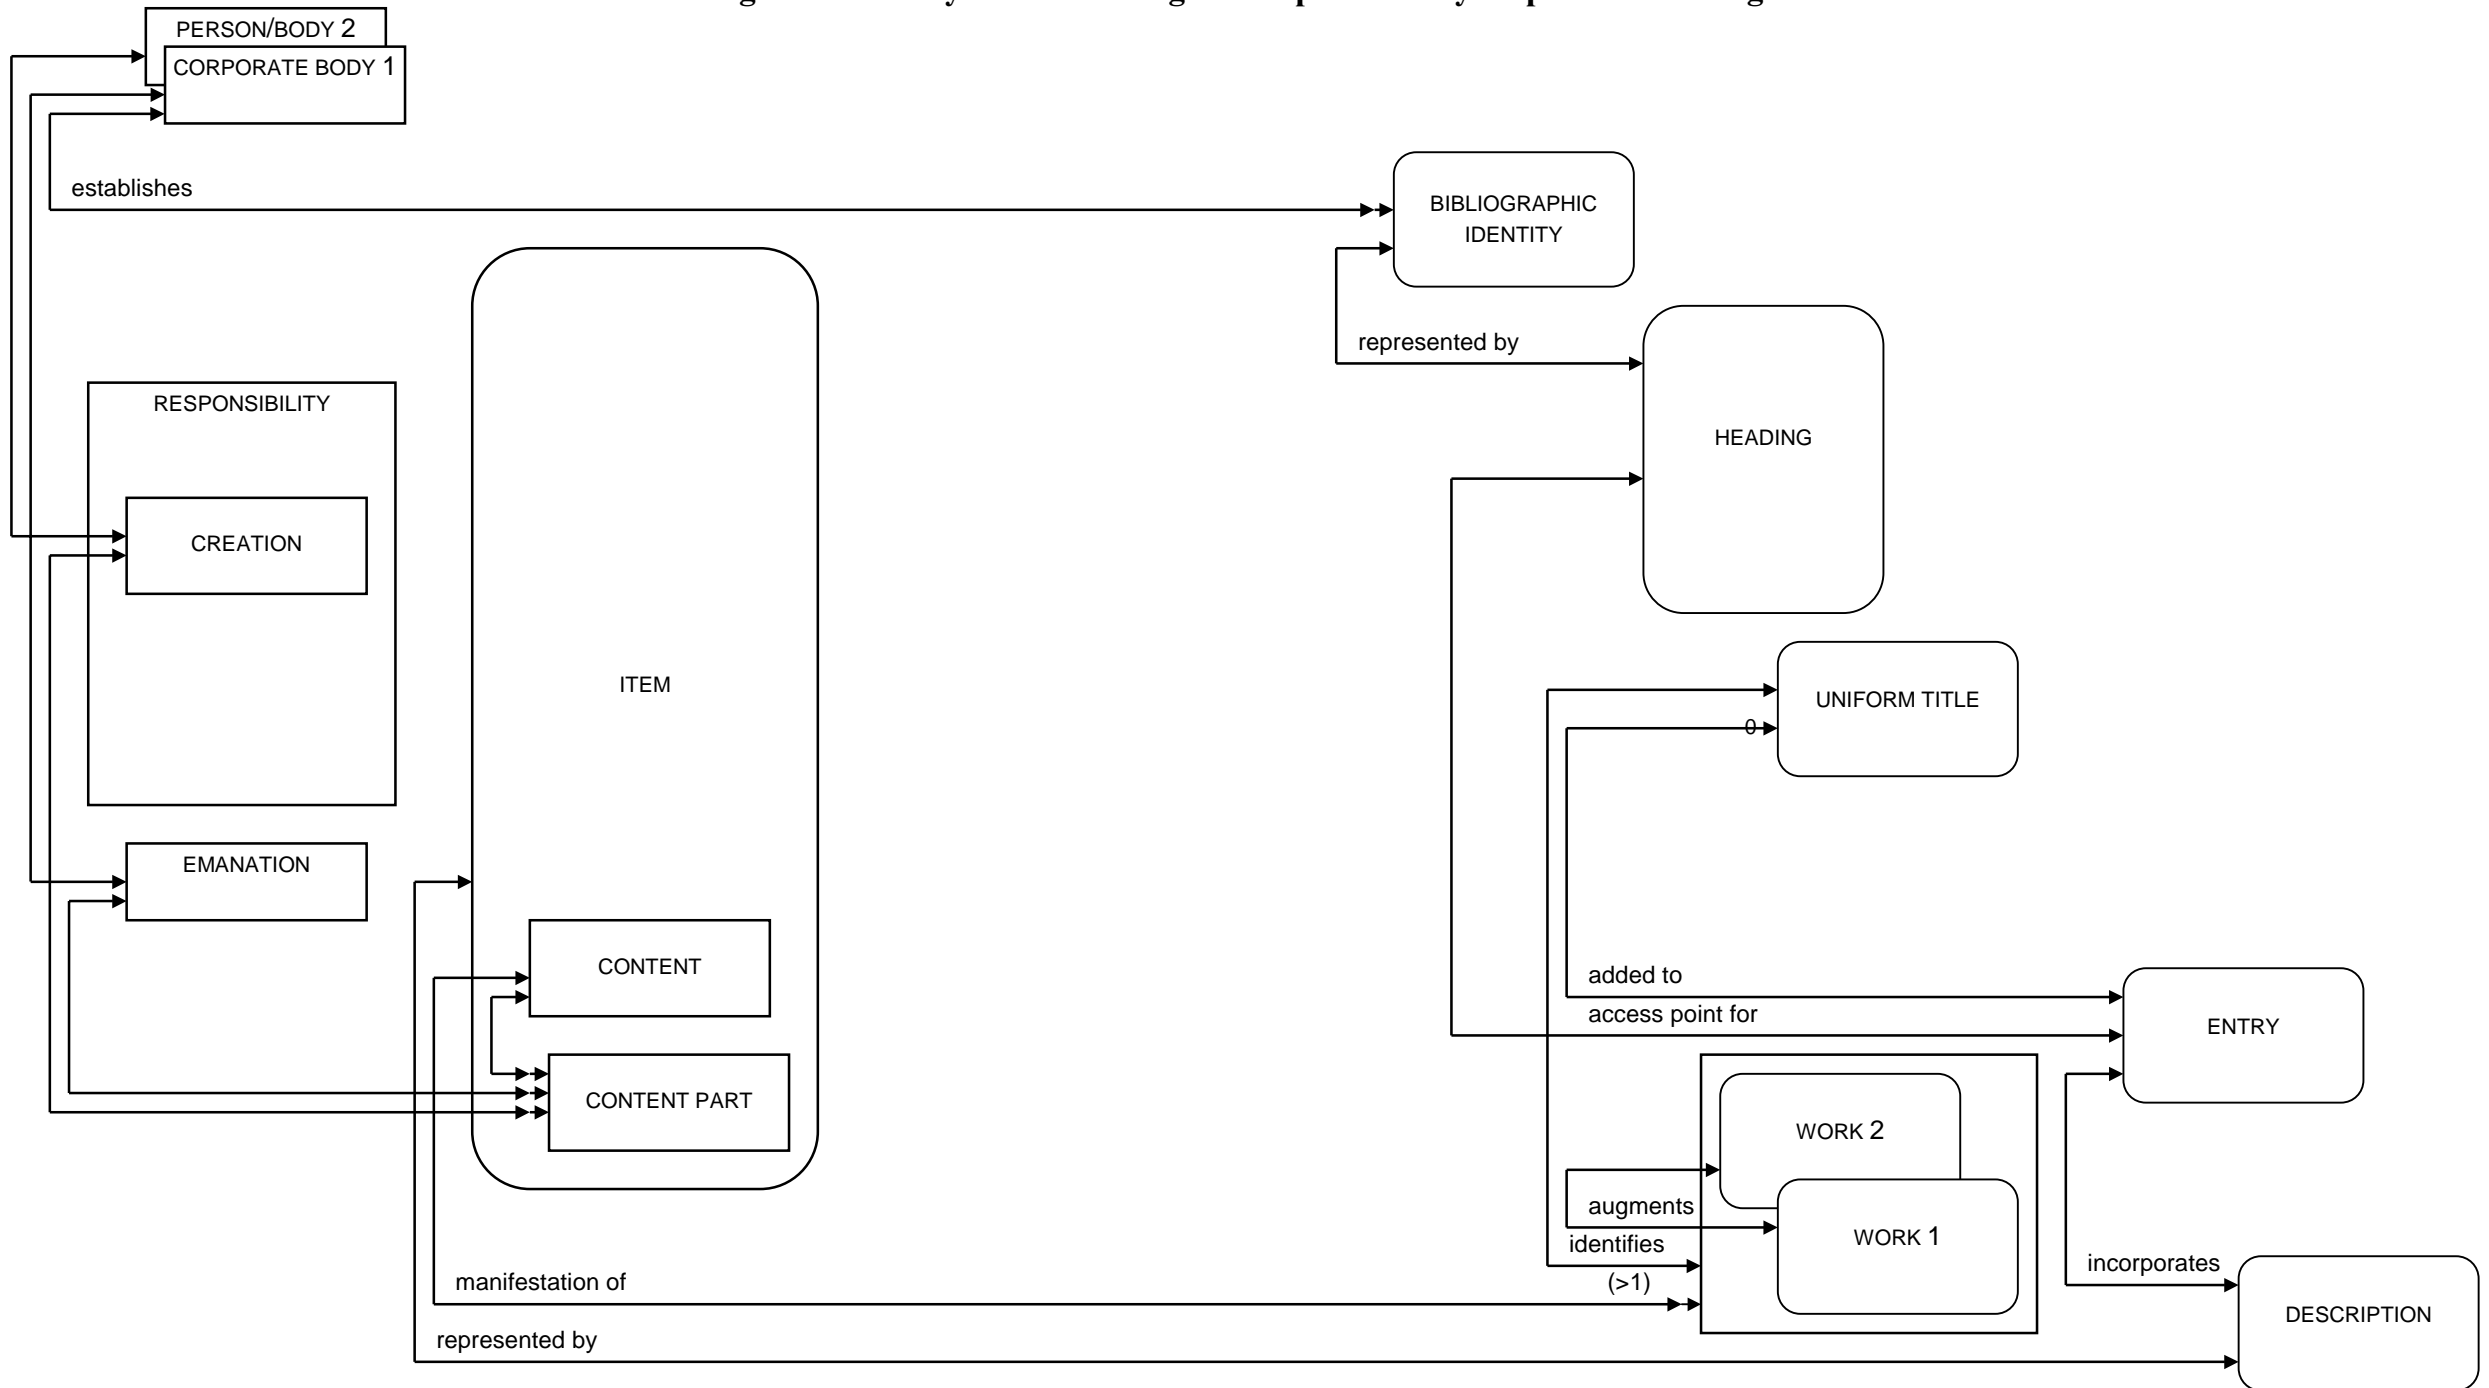 PERSON/BODY 2
CORPORATE BODY 1
establishes
BIBLIOGRAPHIC
IDENTITY
represented by
RESPONSIBILITY
HEADING
CREATION
ITEM
UNIFORM TITLE
0
EMANATION
CONTENT
added to
access point for
ENTRY
CONTENT PART
WORK 2
augments
WORK 1
identifies
(>1)
incorporates
manifestation of
DESCRIPTION
represented by